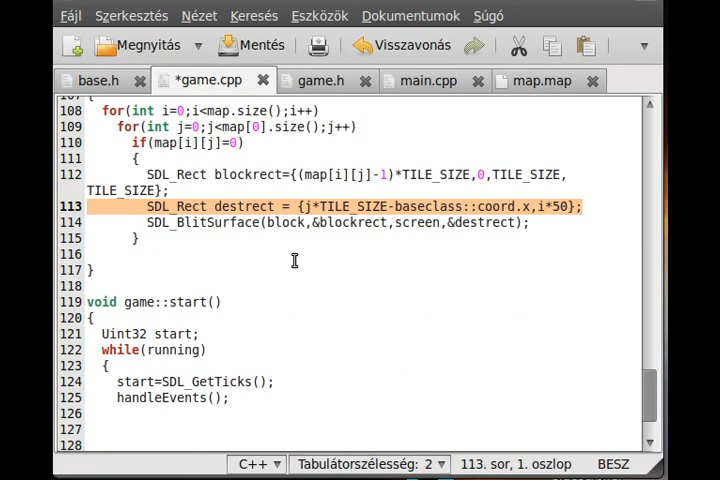 Fájl Szerkesztés Nézet Keresés Eszközök Dokumentumok Súgó
Megnyitás Mentés Visszavonás
base.h *game.cpp game.h main.cpp map.map
107 {
108 for(int i=0;i<map.size();i++)
109 for(int j=0;j<map[0].size();j++)
110 if(map[i][j]=0)
111 {
112 SDL_Rect blockrect={(map[i][j]-1)*TILE_SIZE,0,TILE_SIZE,
TILE_SIZE};
113 SDL_Rect destrect = {j*TILE_SIZE-baseclass::coord.x,i*50};
114 SDL_BlitSurface(block,&blockrect,screen,&destrect);
115 }
116
117 }
118
119 void game::start()
120 {
121 Uint32 start;
122 while(running)
123 {
124 start=SDL_GetTicks();
125 handleEvents();
126
127
128
C++ Tabulátorszélesség: 2 113. sor, 1. oszlop BESZ